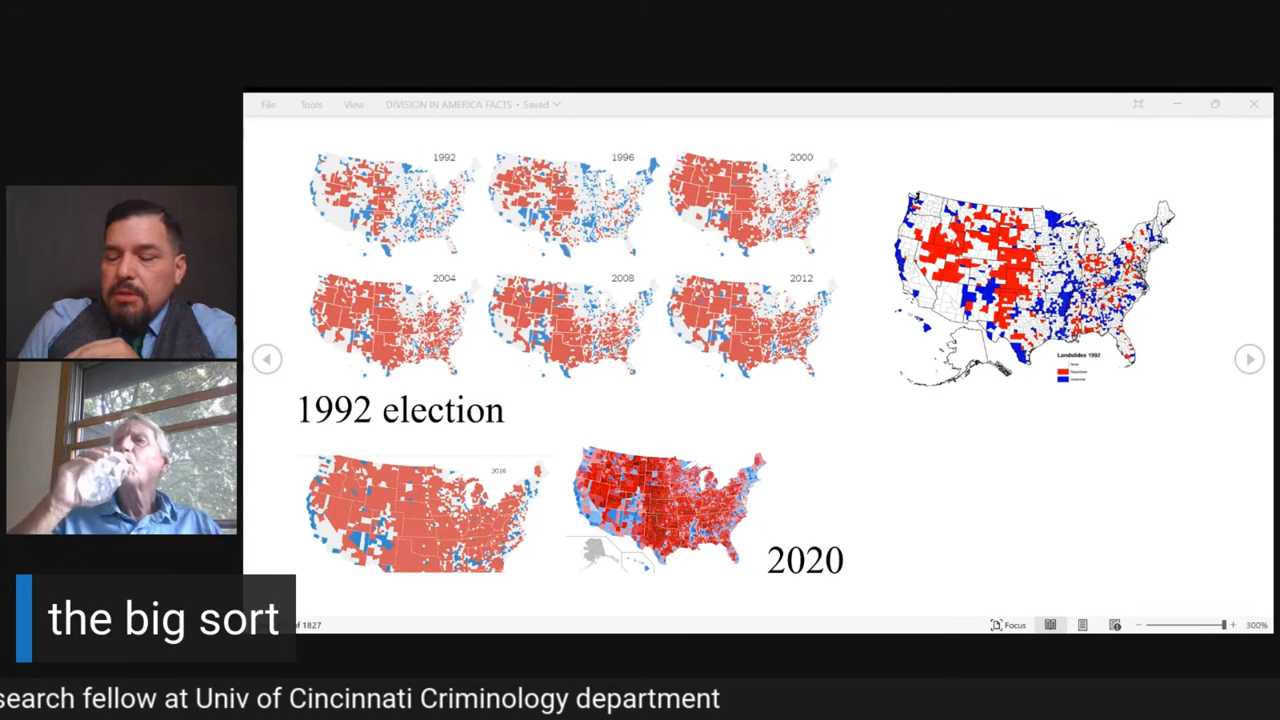 File Tools View DIVISION IN AMERICA FACTS • Saved
1992 1996 2000
2004 2008 2012
Landslides 1992
Republican
1992 election
2016
2020
the big sort
of 1827
Focus
300%
search fellow at Univ of Cincinnati Criminology department